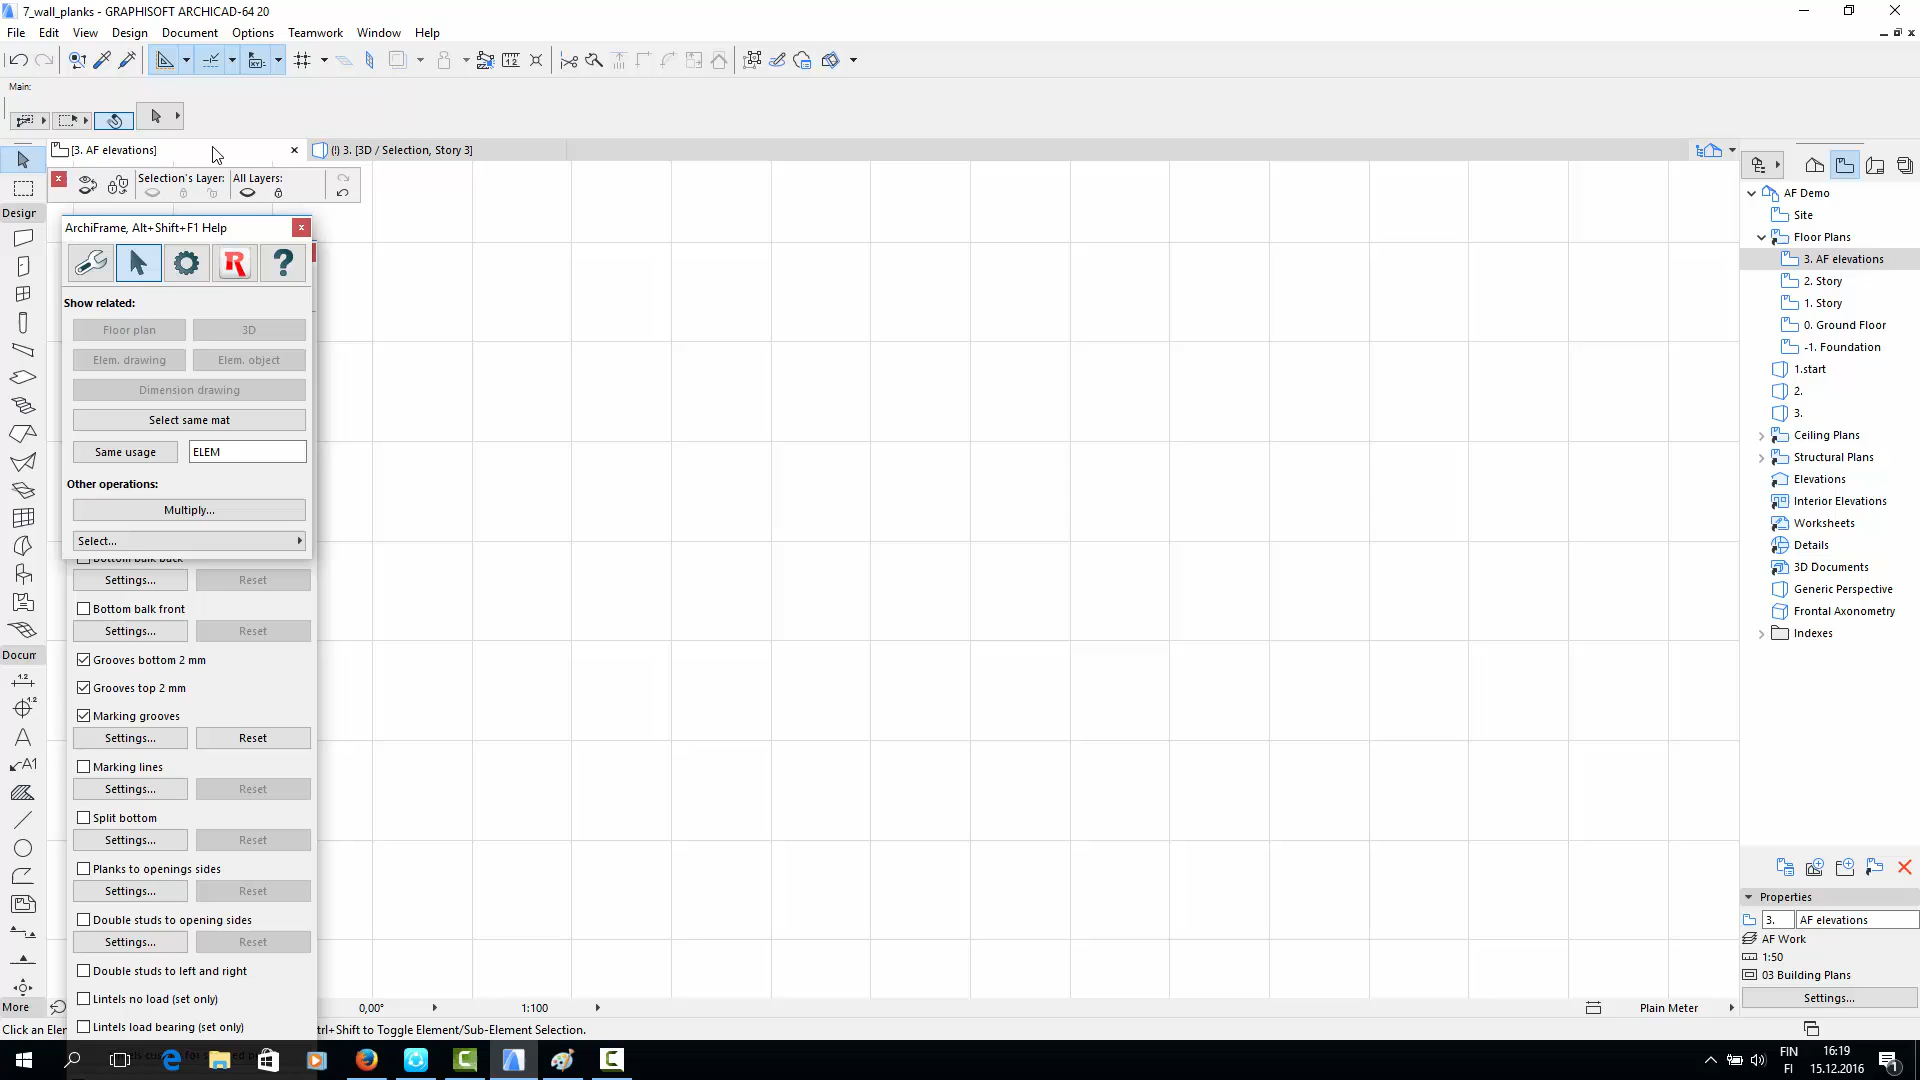 7_wall_planks - GRAPHISOFT ARCHICAD-64 20
File Edit View Design Document Options Teamwork Window Help
Main:
[3. AF elevations]
(!) 3. [3D / Selection, Story 3]
Selection's Layer: All Layers:
Design
ArchiFrame, Alt+Shift+F1 Help
Show related:
Floor plan 3D
Elem. drawing Elem. object
Dimension drawing
Select same mat
Same usage ELEM
Other operations:
Multiply...
Select...
Settings... Reset
Bottom balk front
Settings... Reset
Grooves bottom 2 mm
Grooves top 2 mm
Marking grooves
Settings... Reset
Marking lines
Settings... Reset
Split bottom
Settings... Reset
Planks to openings sides
Settings... Reset
Double studs to opening sides
Settings... Reset
Double studs to left and right
Lintels no load (set only)
Lintels load bearing (set only)
Docum
More
0,00° 1:100
Plain Meter
Click an Elem
trl+Shift to Toggle Element/Sub-Element Selection.
AF Demo
Site
Floor Plans
3. AF elevations
2. Story
1. Story
0. Ground Floor
-1. Foundation
1.start
2.
3.
Ceiling Plans
Structural Plans
Elevations
Interior Elevations
Worksheets
Details
3D Documents
Generic Perspective
Frontal Axonometry
Indexes
Properties
3. AF elevations
AF Work
1:50
03 Building Plans
Settings...
FIN
FI
16:19
15.12.2016
1